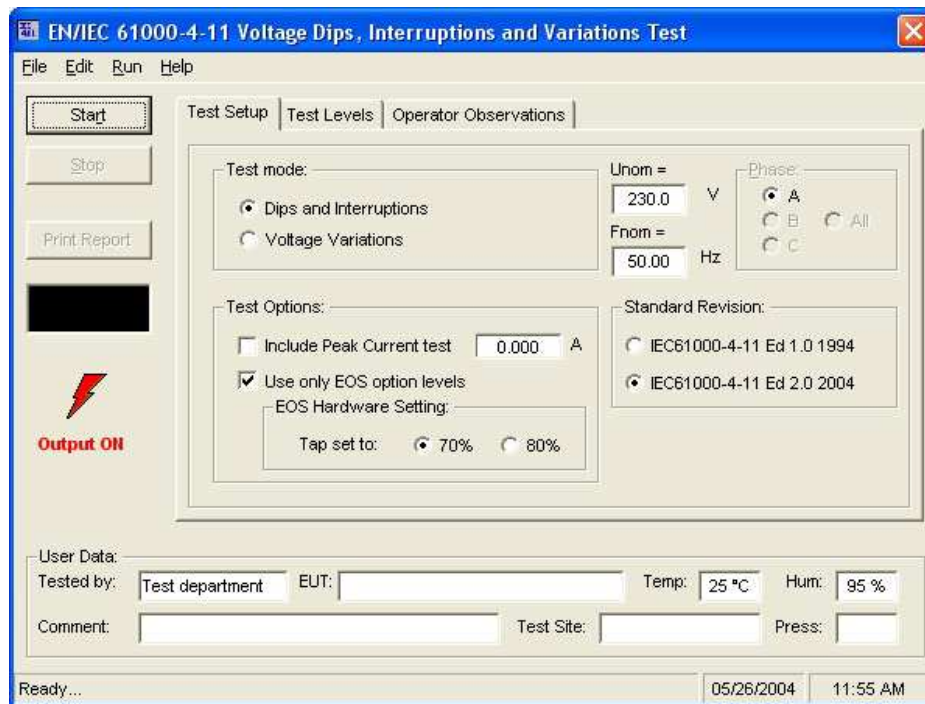 EN/IEC 61000-4-11 Voltage Dips, Interruptions and Variations Test
File Edit Run Help
Start
Stop
Print Report
Output ON
Test Setup Test Levels Operator Observations
Test mode:
Dips and Interruptions
Voltage Variations
Unom =
230.0 V
Fnom =
50.00 Hz
Phase:
A
B All
C
Test Options:
Include Peak Current test 0.000 A
Use only EOS option levels
EOS Hardware Setting:
Tap set to: 70% 80%
Standard Revision:
IEC61000-4-11 Ed 1.0 1994
IEC61000-4-11 Ed 2.0 2004
User Data:
Tested by: Test department EUT: Temp: 25 °C Hum: 95 %
Comment: Test Site: Press:
Ready... 05/26/2004 11:55 AM